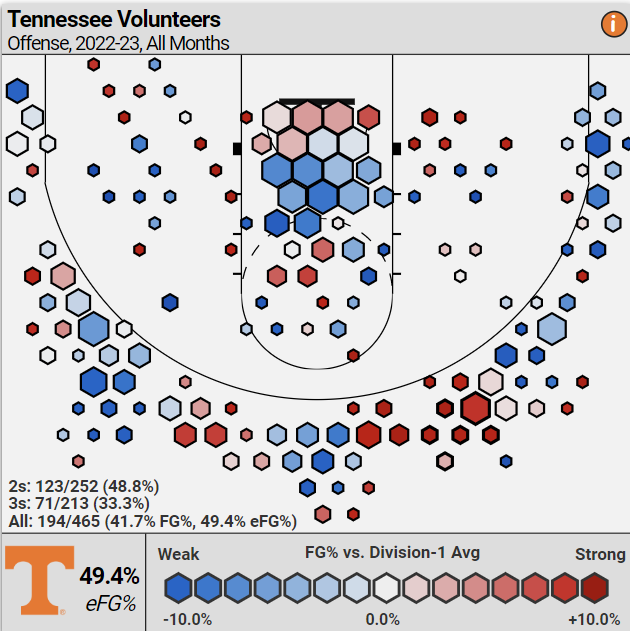 Tennessee Volunteers
Offense, 2022-23, All Months
i
2s: 123/252 (48.8%)
3s: 71/213 (33.3%)
All: 194/465 (41.7% FG%, 49.4% eFG%)
T
49.4%
eFG%
Weak FG% vs. Division-1 Avg Strong
-10.0% 0.0% +10.0%